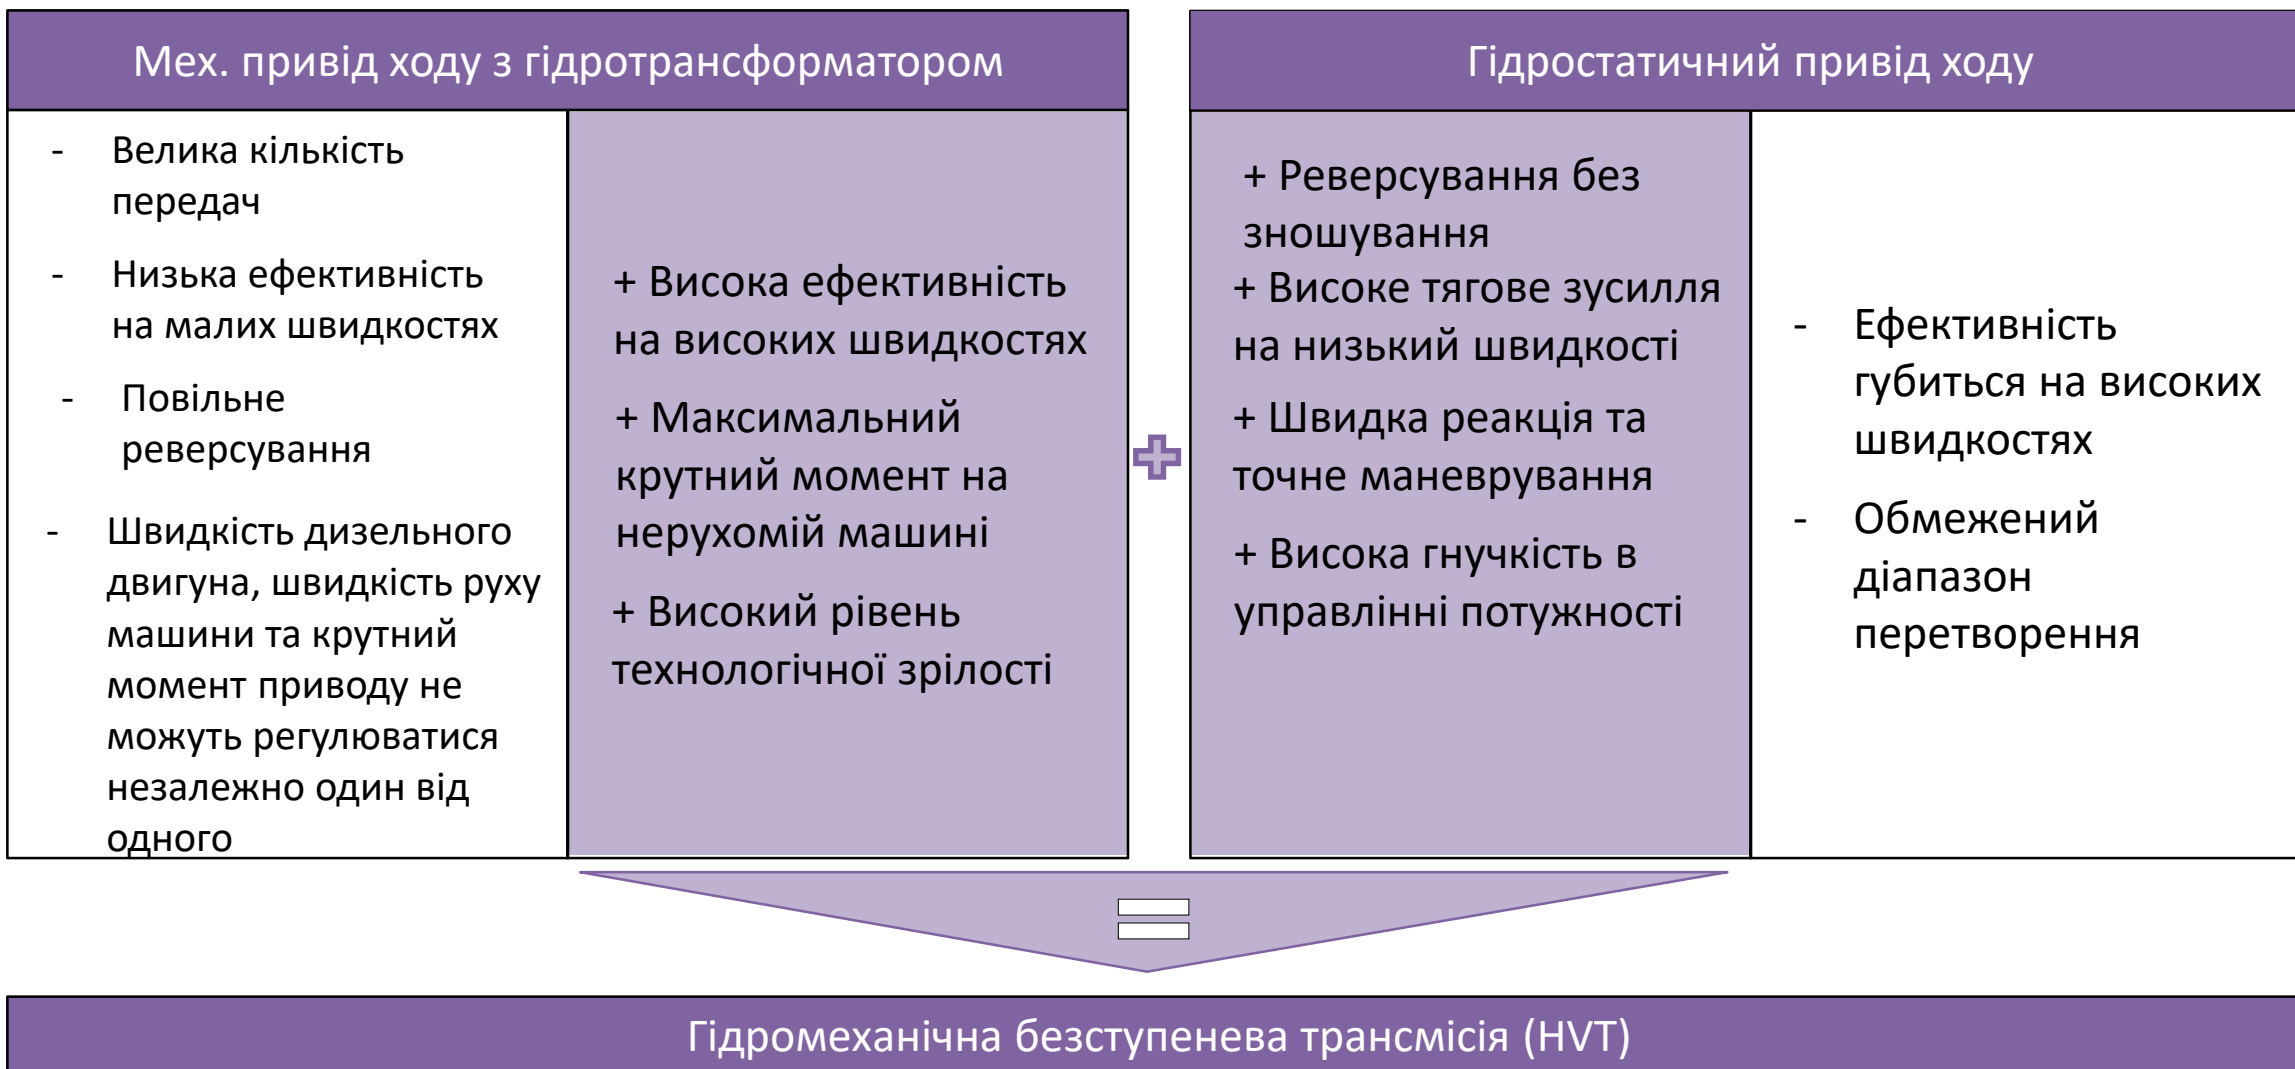 Мех. привід ходу з гідротрансформатором
- Велика кількість
передач
- Низька ефективність
на малих швидкостях
- Повільне
реверсування
- Швидкість дизельного
двигуна, швидкість руху
машини та крутний
момент приводу не
можуть регулюватися
незалежно один від
одного
+ Висока ефективність
на високих швидкостях
+ Максимальний
крутний момент на
нерухомій машині
+ Високий рівень
технологічної зрілості
Гідростатичний привід ходу
+ Реверсування без
зношування
+ Високе тягове зусилля
на низький швидкості
+ Швидка реакція та
точне маневрування
+ Висока гнучкість в
управлінні потужності
- Ефективність
губиться на високих
швидкостях
- Обмежений
діапазон
перетворення
Гідромеханічна безступенева трансмісія (HVT)